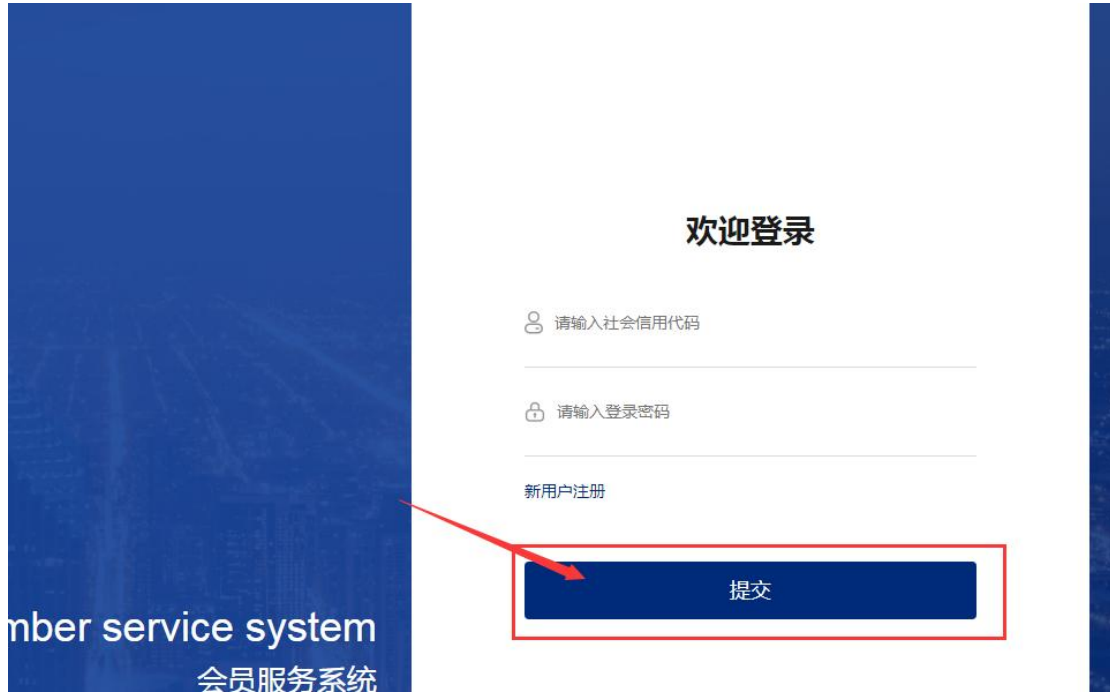 欢迎登录
请输入社会信用代码
请输入登录密码
新用户注册
提交
service system
会员服务系统